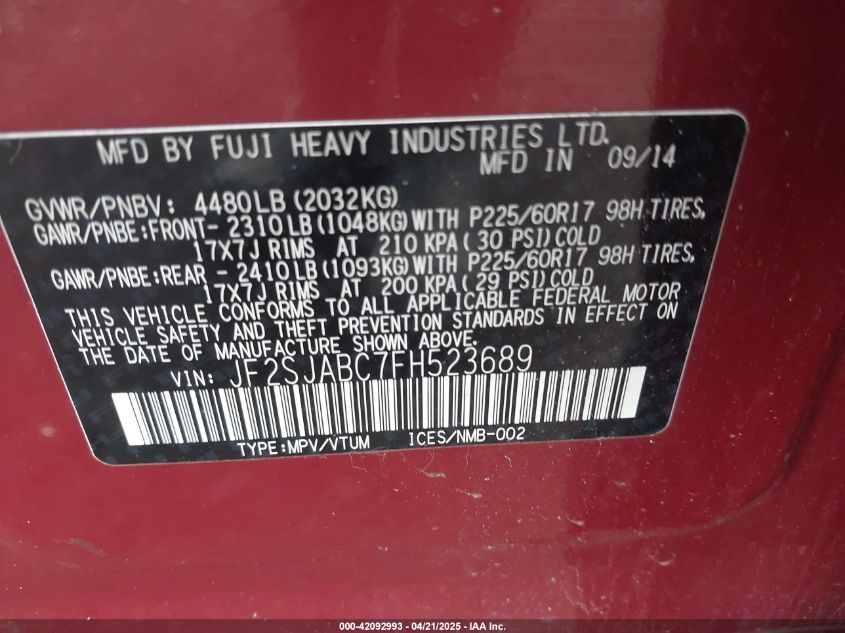 MFD BY FUJI HEAVY INDUSTRIES LTD.
MFD IN 09/14
GVWR/PNBV: 4480LB(2032KG)
GAWR/PNBE:FRONT- 2310LB(1048KG)WITH P225/60R17 98H TIRES,
17X7J RIMS AT 210 KPA( 30 PSI)COLD
GAWR/PNBE:REAR - 2410LB(1093KG)WITH P225/60R17 98H TIRES,
17X7J RIMS AT 200 KPA( 29 PSI)COLD
THIS VEHICLE CONFORMS TO ALL APPLICABLE FEDERAL MOTOR
VEHICLE SAFETY AND THEFT PREVENTION STANDARDS IN EFFECT ON
THE DATE OF MANUFACTURE SHOWN ABOVE.
VIN: JF2SJABC7FH523689
TYPE:MPV/VTUM ICES/NMB-002
000-42092993 - 04/21/2025 - IAA Inc.